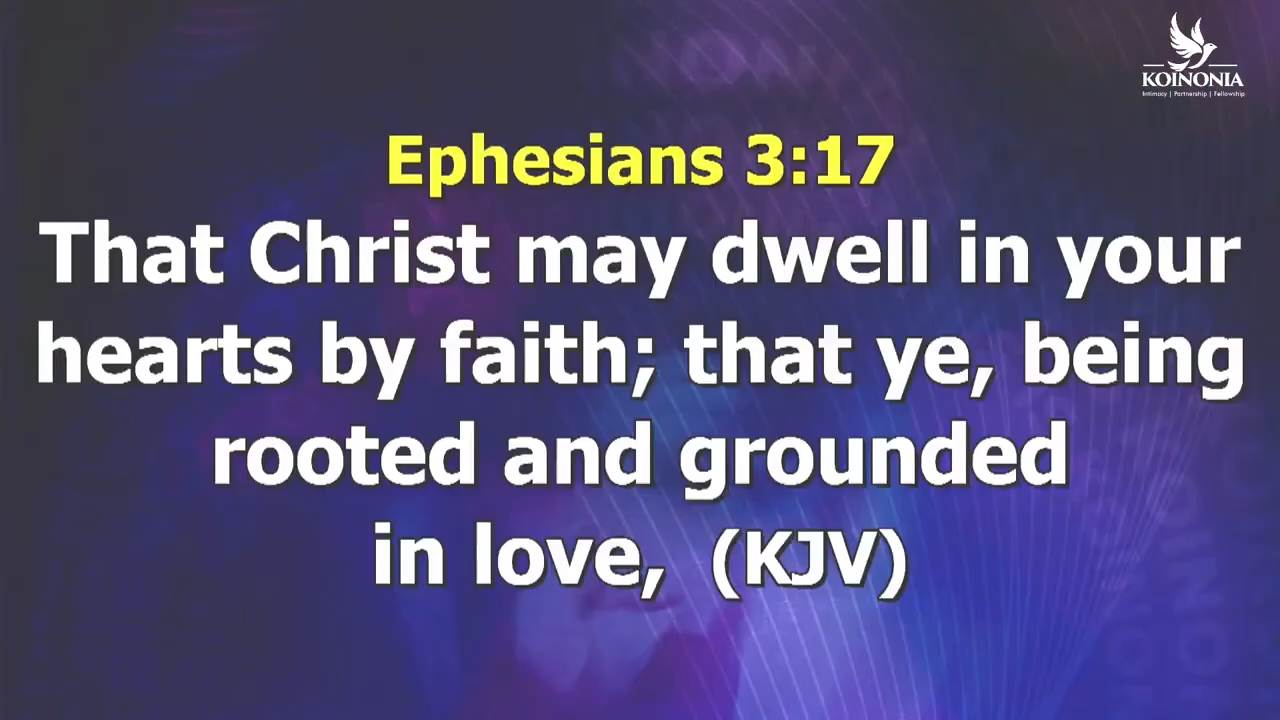 KOINONIA
Intimacy | Partnership | Fellowship
Ephesians 3:17
That Christ may dwell in your
hearts by faith; that ye, being
rooted and grounded
in love, (KJV)